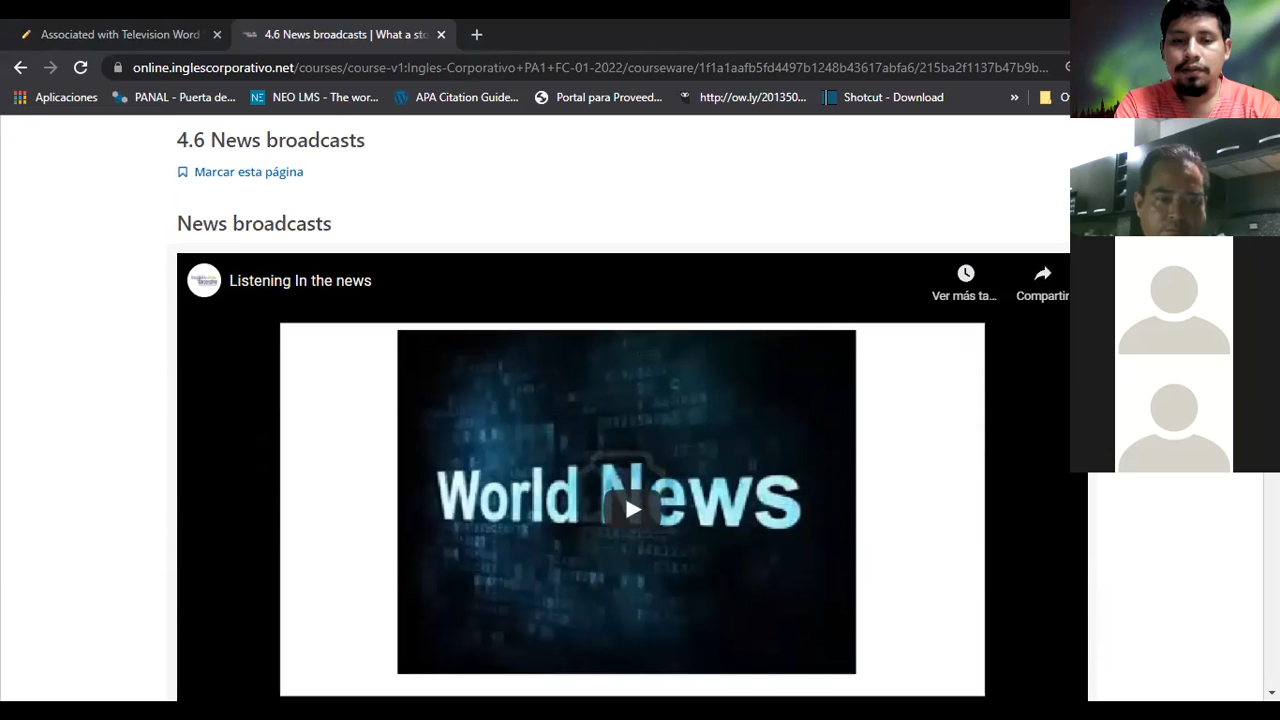 Associated with Television Word
4.6 News broadcasts | What a sto
online.inglescorporativo.net/courses/course-v1:Ingles-Corpora
+PA1+FC-01-2022/courseware/1f1a1aafb5fd4497b1248b43617abfa6/215ba2f1137b47b9b...
Aplicaciones
PANAL - Puerta de...
NEO LMS - The wor...
APA Citation Guide...
Portal para Proveed...
http://ow.ly/201350...
Shotcut - Download
»
4.6 News broadcasts
Marcar esta página
News broadcasts
Listening In the news
Ver más ta...
Compartir
World News